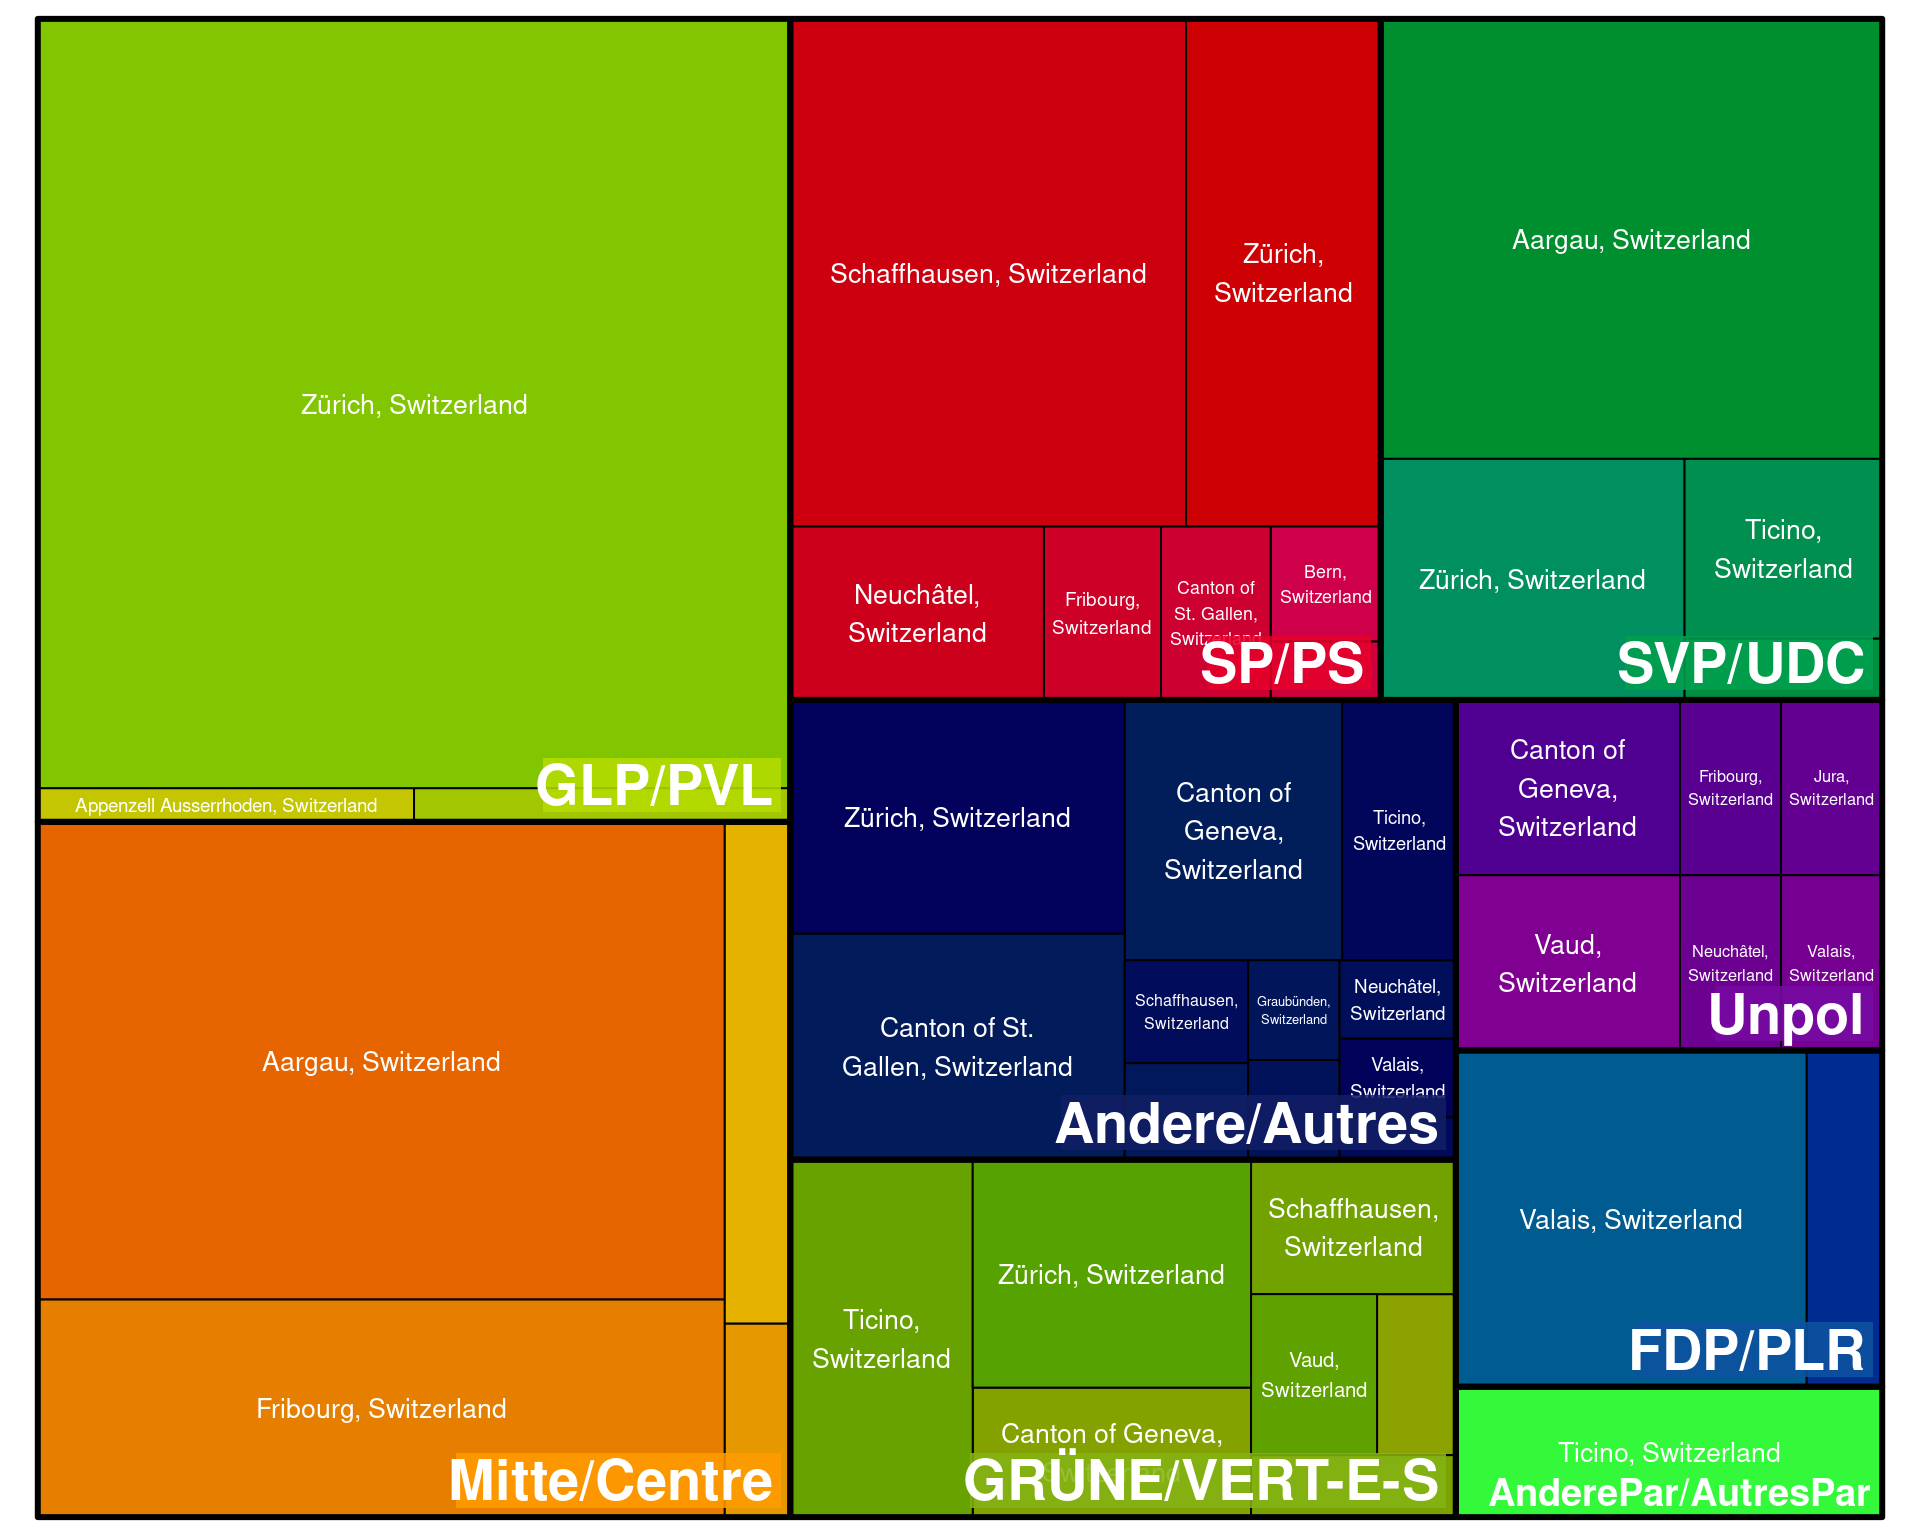 Zürich, Switzerland
Appenzell Ausserrhoden, Switzerland
GLP/PVL
Aargau, Switzerland
Fribourg, Switzerland
Mitte/Centre
Schaffhausen, Switzerland
Zürich,
Switzerland
Neuchâtel,
Switzerland
Fribourg,
Switzerland
Canton of
St. Gallen,
Switzerland
Bern,
Switzerland
SP/PS
Aargau, Switzerland
Zürich, Switzerland
Ticino,
Switzerland
SVP/UDC
Zürich, Switzerland
Canton of
Geneva,
Switzerland
Ticino,
Switzerland
Canton of St.
Gallen, Switzerland
Schaffhausen,
Switzerland
Graubünden,
Switzerland
Neuchâtel,
Switzerland
Valais,
Switzerland
Andere/Autres
Canton of
Geneva,
Switzerland
Fribourg,
Switzerland
Jura,
Switzerland
Vaud,
Switzerland
Neuchâtel,
Switzerland
Valais,
Switzerland
Unpol
Valais, Switzerland
FDP/PLR
Ticino,
Switzerland
Zürich, Switzerland
Schaffhausen,
Switzerland
Vaud,
Switzerland
Canton of Geneva,
GRÜNE/VERT-E-S
Ticino, Switzerland
AnderePar/AutresPar